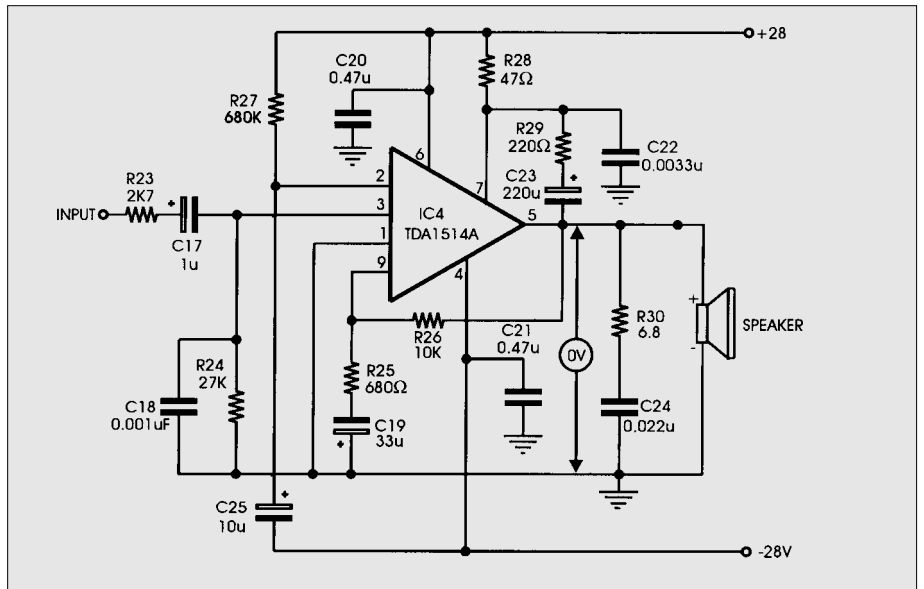 +28
C20
0.47u
R28
47Ω
R27
680K
R29
220Ω
C22
0.0033u
6
C23
220u
+
7
2
R23
2K7
INPUT
+
C17
1u
3
IC4
TDA1514A
1
5
9
4
R26
10K
C21
0.47u
0V
R30
6.8
+
-
SPEAKER
R24
27K
R25
680Ω
C18
0.001uF
C19
33u
+
C24
0.022u
C25
10u
+
-28V